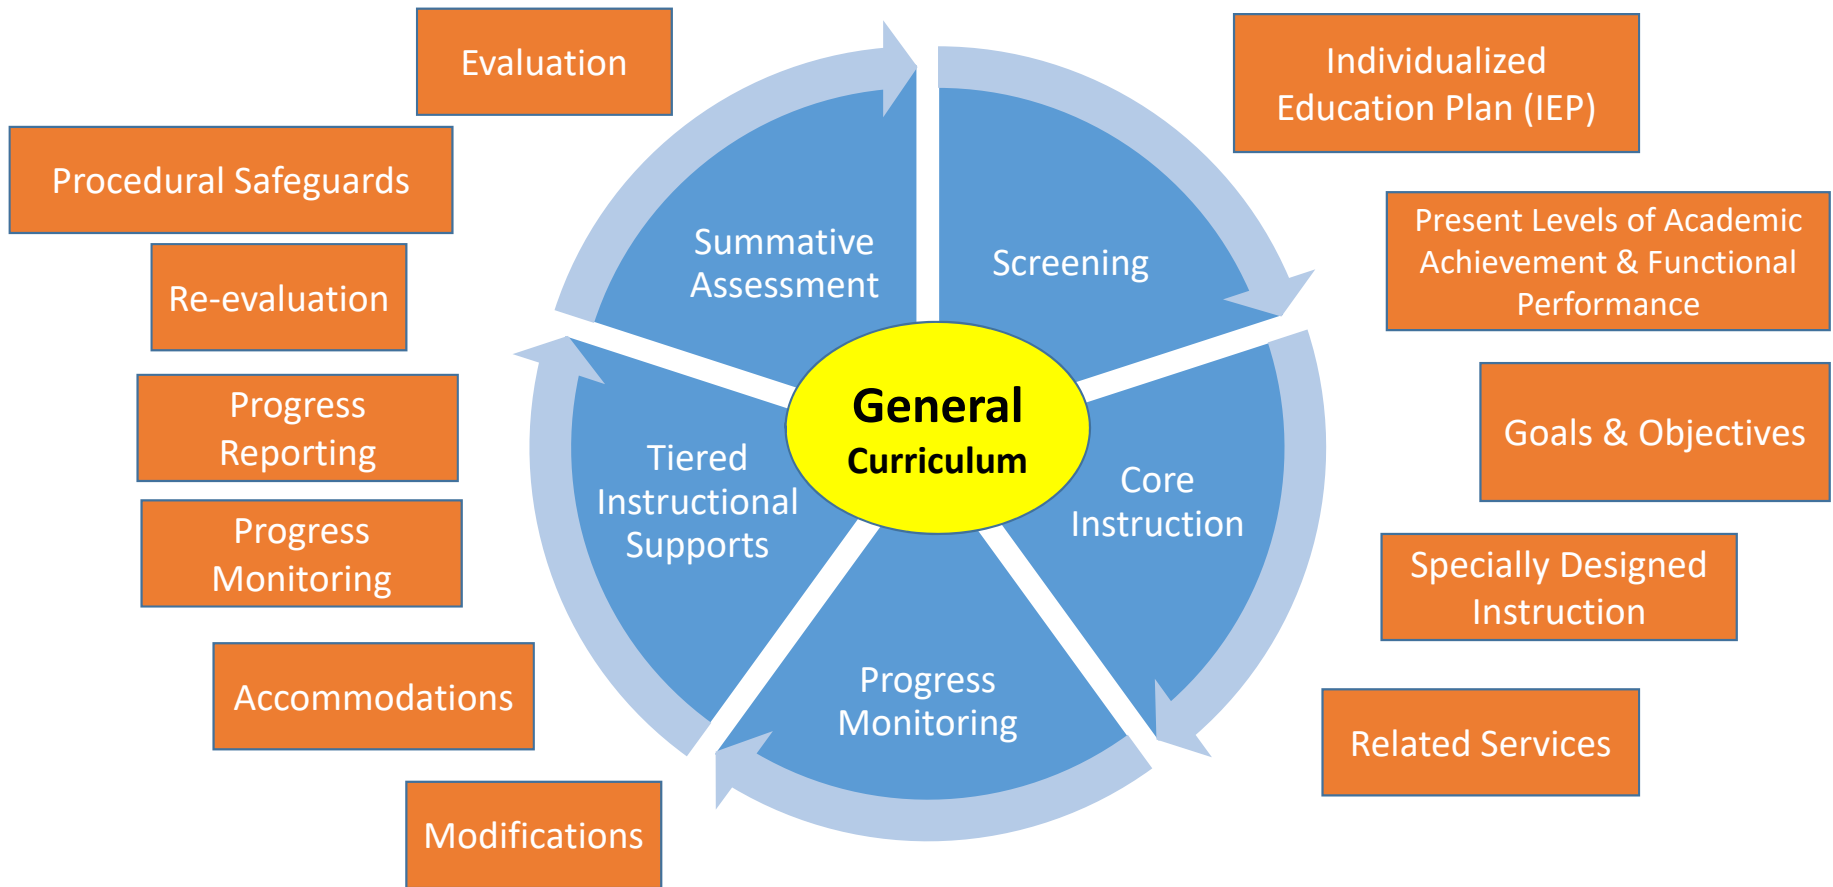 Evaluation
Procedural Safeguards
Re-evaluation
Progress
Reporting
Progress
Monitoring
Accommodations
Modifications
Summative
Assessment
Screening
General
Curriculum
Tiered
Instructional
Supports
Core
Instruction
Progress
Monitoring
Individualized
Education Plan (IEP)
Present Levels of Academic
Achievement & Functional
Performance
Goals & Objectives
Specially Designed
Instruction
Related Services